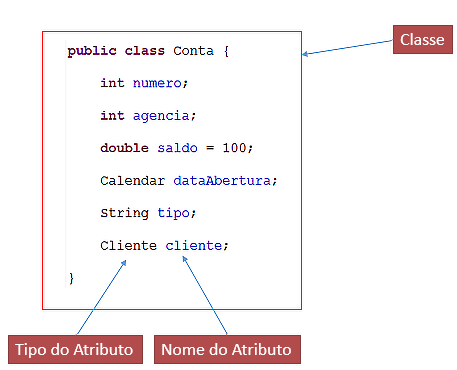 Classe
public class Conta {
int numero;
int agencia;
double saldo = 100;
Calendar dataAbertura;
String tipo;
Cliente cliente;
}
Tipo do Atributo
Nome do Atributo